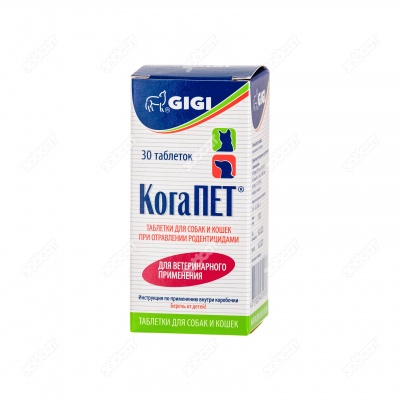 GIGI
30 таблеток
КогаПЕТ®
ТАБЛЕТКИ ДЛЯ СОБАК И КОШЕК
ПРИ ОТРАВЛЕНИИ РОДЕНТИЦИДАМИ
ДЛЯ ВЕТЕРИНАРНОГО
ПРИМЕНЕНИЯ
Инструкция по применению внутри коробочки
Беречь от детей!
ТАБЛЕТКИ ДЛЯ СОБАК И КОШЕК